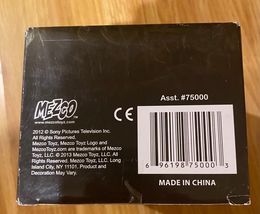 Asst. #75000
MEZCO
www.mezcotoyz.com
CE
2012 © Sony Pictures Television Inc.
All Rights Reserved.
Mezco Toyz, Mezco Toyz Logo and
MezcoToyz.com are trademarks of Mezco
Toyz, LLC. © 2013 Mezco Toyz, LLC. All
Rights Reserved. Mezco Toyz, LLC. Long
Island City, NY 11101. Product and
Decoration May Vary.
6 96198 75000 3
MADE IN CHINA